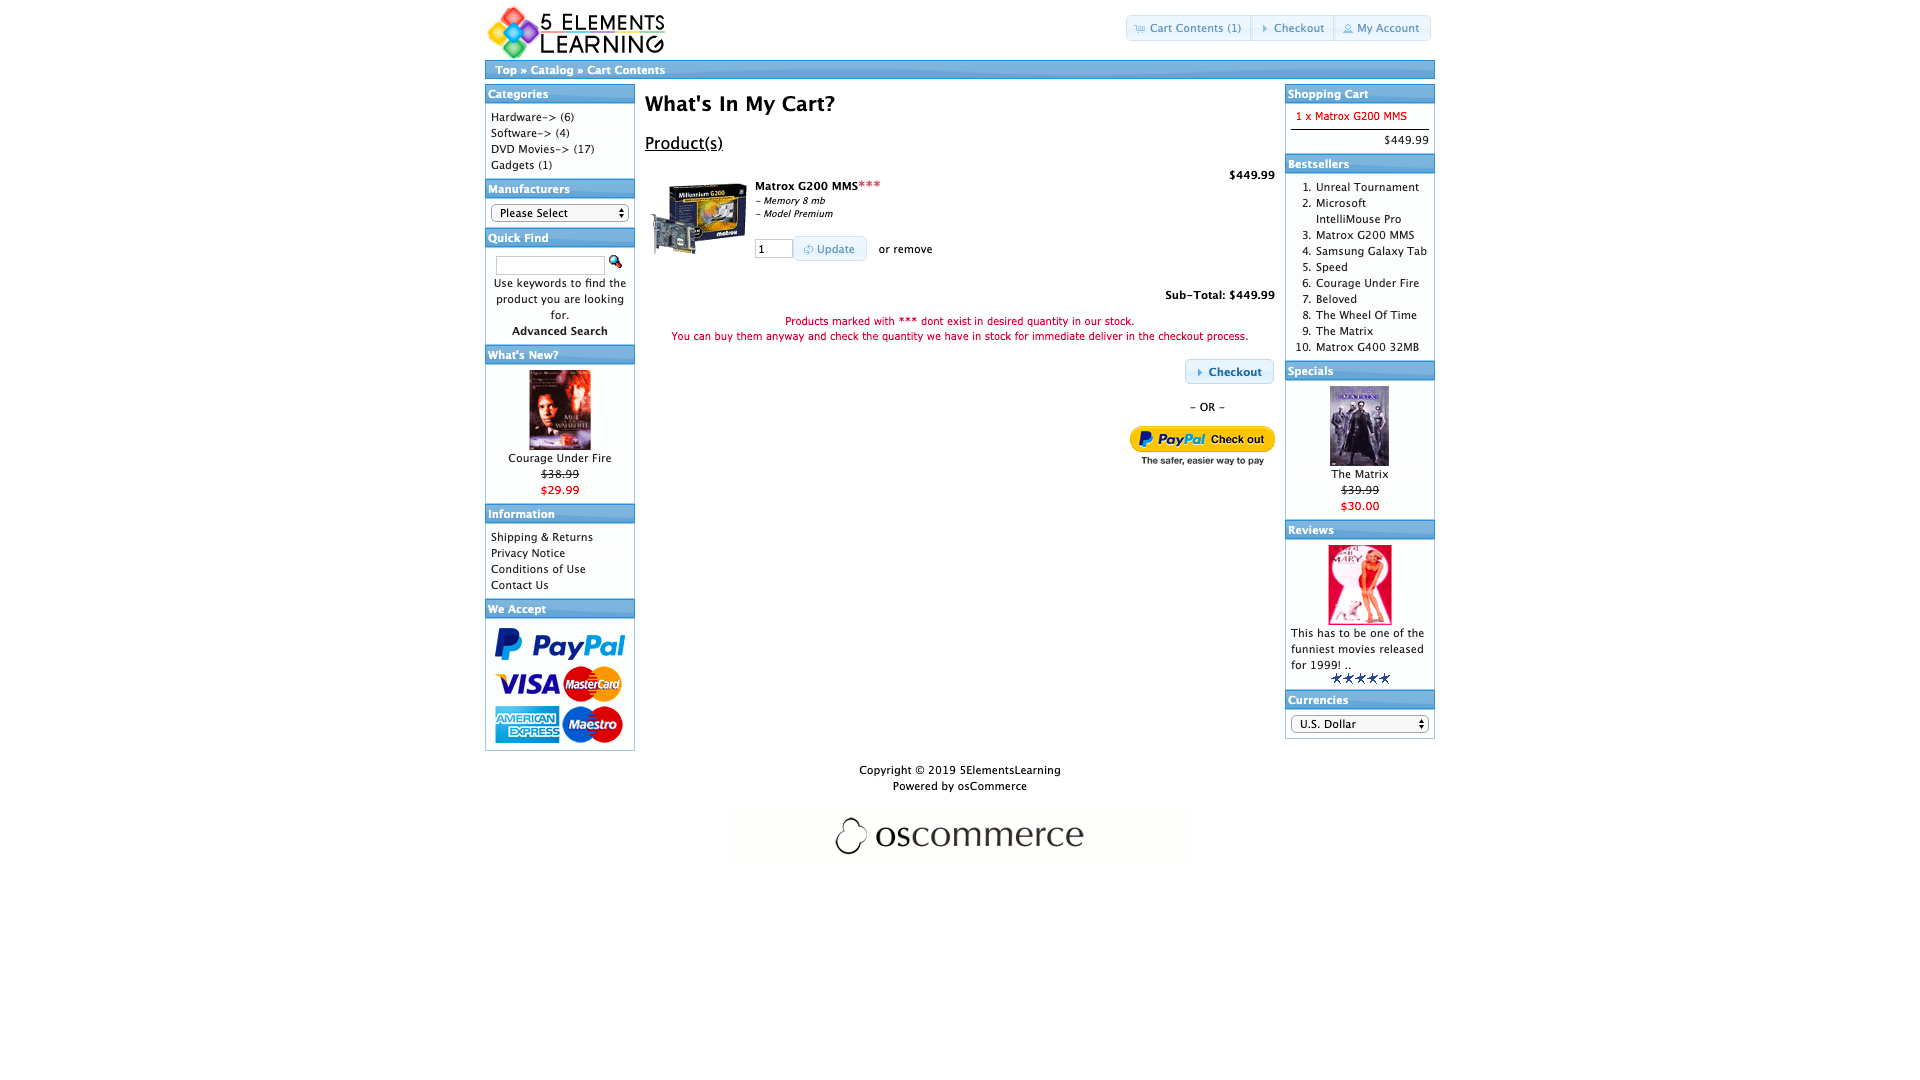 5 ELEMENTS
LEARNING
Cart Contents (1)
Checkout
My Account
Top » Catalog » Cart Contents
Categories
Hardware-> (6)
Software-> (4)
DVD Movies-> (17)
Gadgets (1)
Manufacturers
Please Select
Quick Find
Use keywords to find the
product you are looking
for.
Advanced Search
What's New?
Courage Under Fire
$38.99
$29.99
Information
Shipping & Returns
Privacy Notice
Conditions of Use
Contact Us
We Accept
PayPal
VISA MasterCard
AMERICAN EXPRESS Maestro
What's In My Cart?
Product(s)
Millennium G200
matrox
Matrox G200 MMS***
- Memory 8 mb
- Model Premium
1 Update or remove
$449.99
Sub-Total: $449.99
Products marked with *** dont exist in desired quantity in our stock.
You can buy them anyway and check the quantity we have in stock for immediate deliver in the checkout process.
Checkout
- OR -
PayPal Check out
The safer, easier way to pay
Shopping Cart
1 x Matrox G200 MMS
$449.99
Bestsellers
1. Unreal Tournament
2. Microsoft
IntelliMouse Pro
3. Matrox G200 MMS
4. Samsung Galaxy Tab
5. Speed
6. Courage Under Fire
7. Beloved
8. The Wheel Of Time
9. The Matrix
10. Matrox G400 32MB
Specials
MATRIX
The Matrix
$39.99
$30.00
Reviews
MARY
This has to be one of the
funniest movies released
for 1999! ..
Currencies
U.S. Dollar
Copyright © 2019 5ElementsLearning
Powered by osCommerce
oscommerce